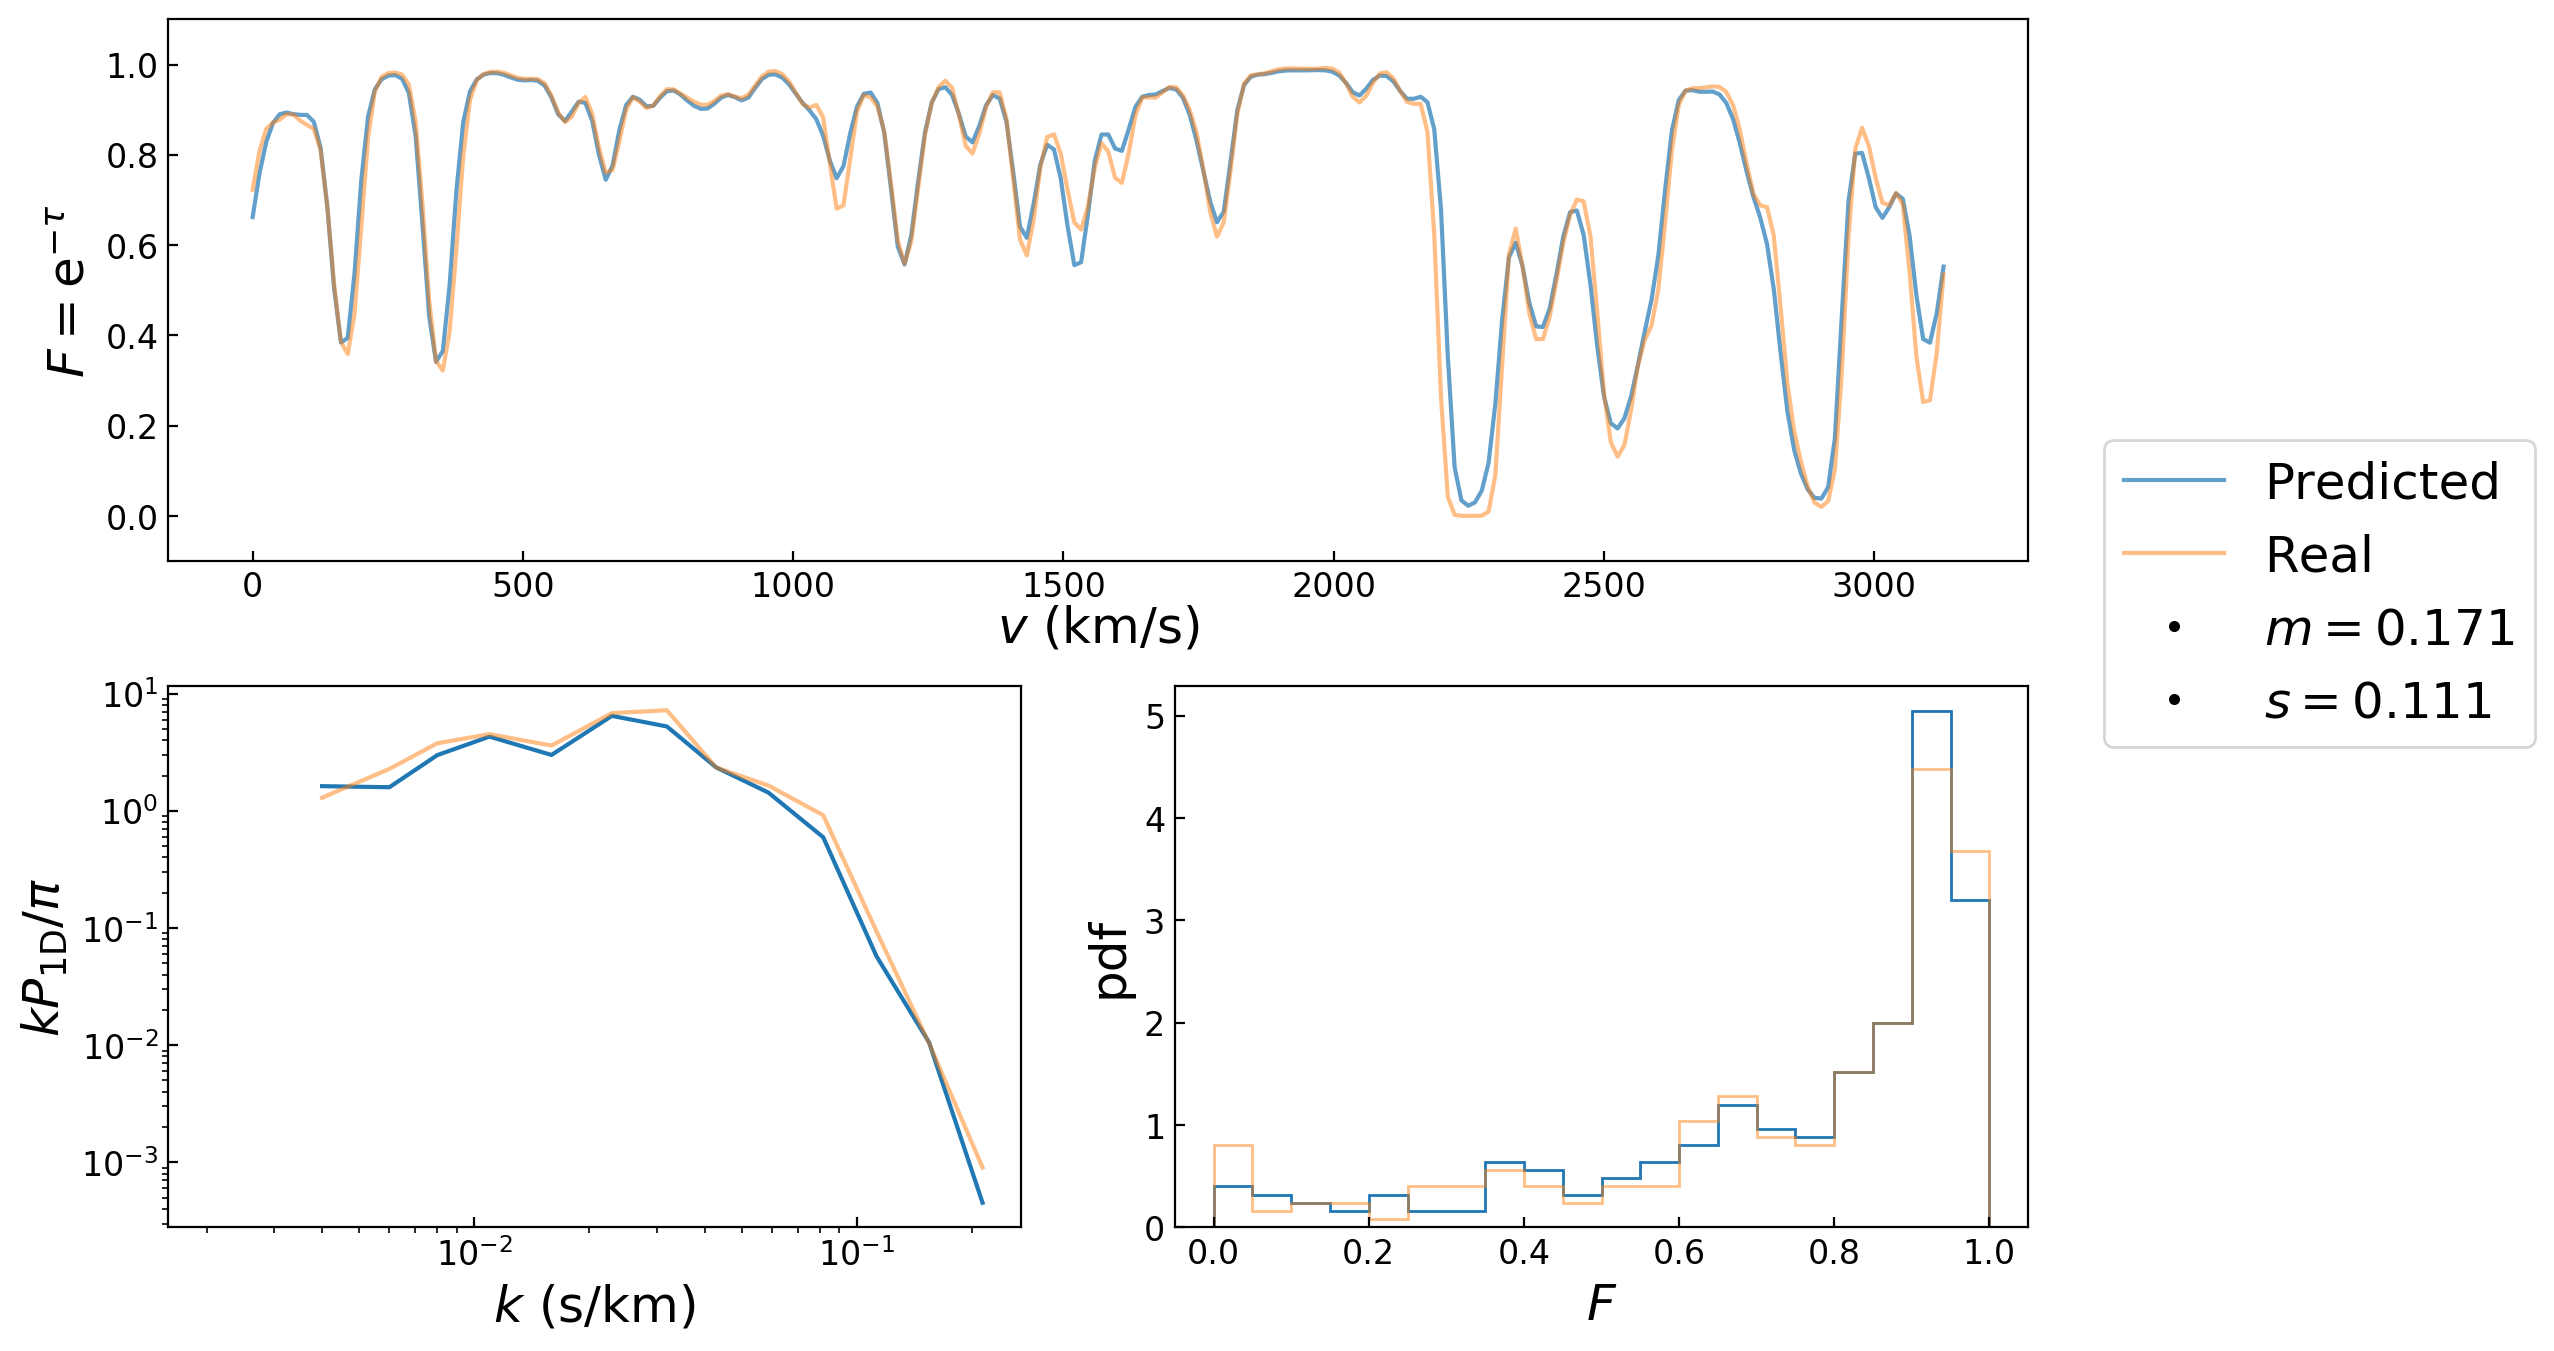 1.0
0.8
0.6
0.4
0.2
0.0
F = e^{−τ}
0 500 1000 1500 2000 2500 3000
v (km/s)
Predicted
Real
m = 0.171
s = 0.111
10^1
10^0
10^{−1}
10^{−2}
10^{−3}
kP_{1D}/π
10^{−2} 10^{−1}
k (s/km)
5
4
3
2
1
0
pdf
0.0 0.2 0.4 0.6 0.8 1.0
F